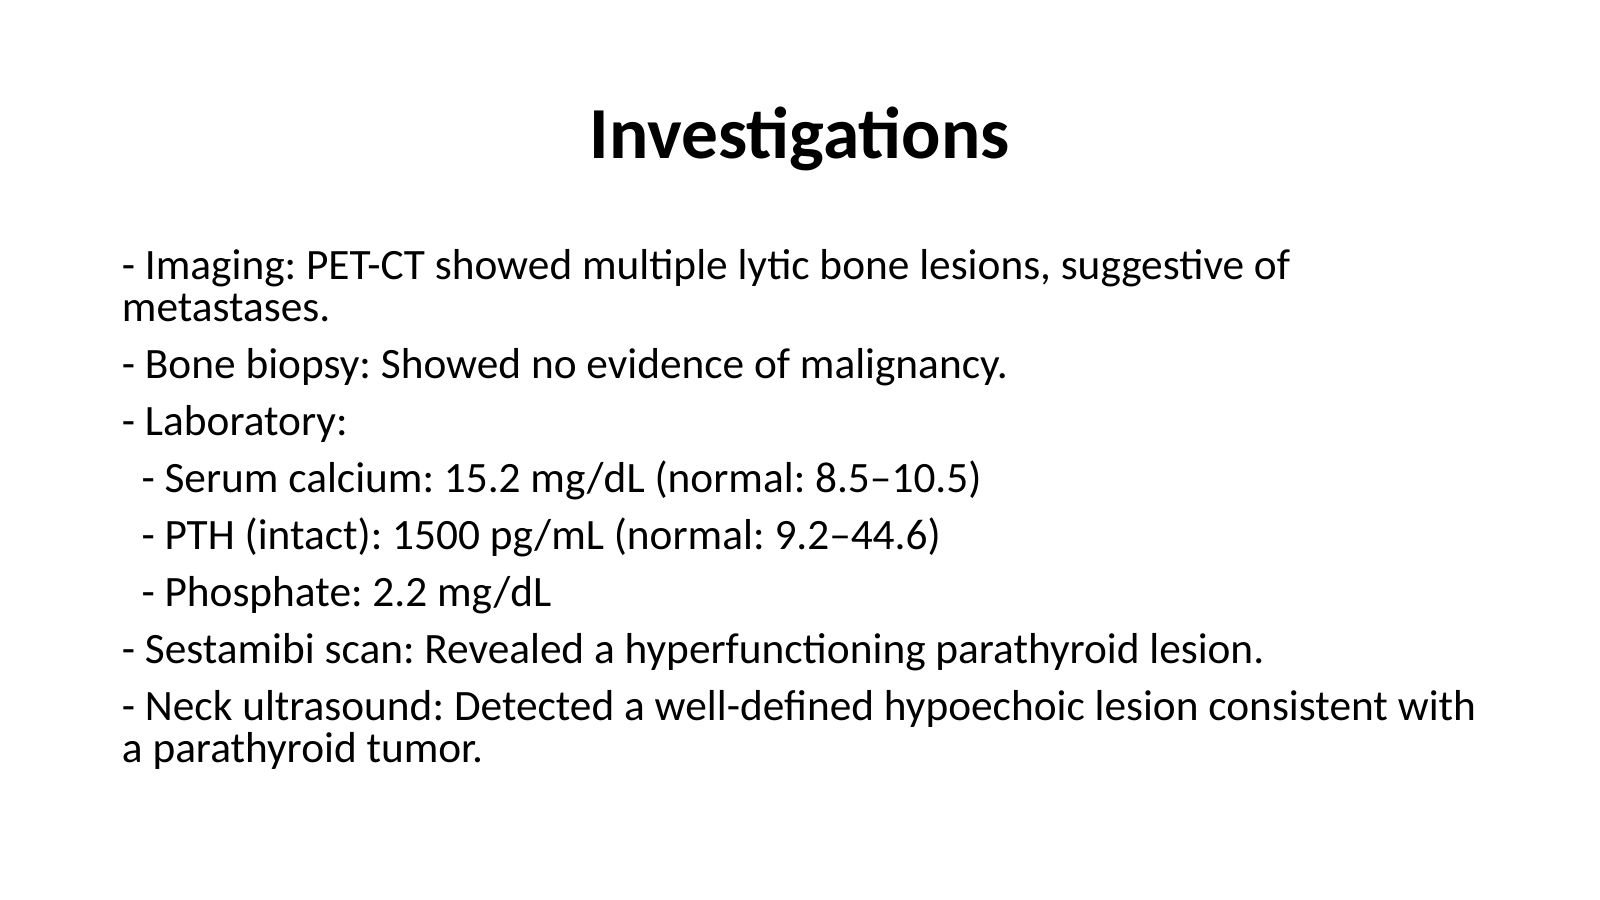 Investigations
- Imaging: PET-CT showed multiple lytic bone lesions, suggestive of
metastases.
- Bone biopsy: Showed no evidence of malignancy.
- Laboratory:
- Serum calcium: 15.2 mg/dL (normal: 8.5–10.5)
- PTH (intact): 1500 pg/mL (normal: 9.2–44.6)
- Phosphate: 2.2 mg/dL
- Sestamibi scan: Revealed a hyperfunctioning parathyroid lesion.
- Neck ultrasound: Detected a well-defined hypoechoic lesion consistent with
a parathyroid tumor.